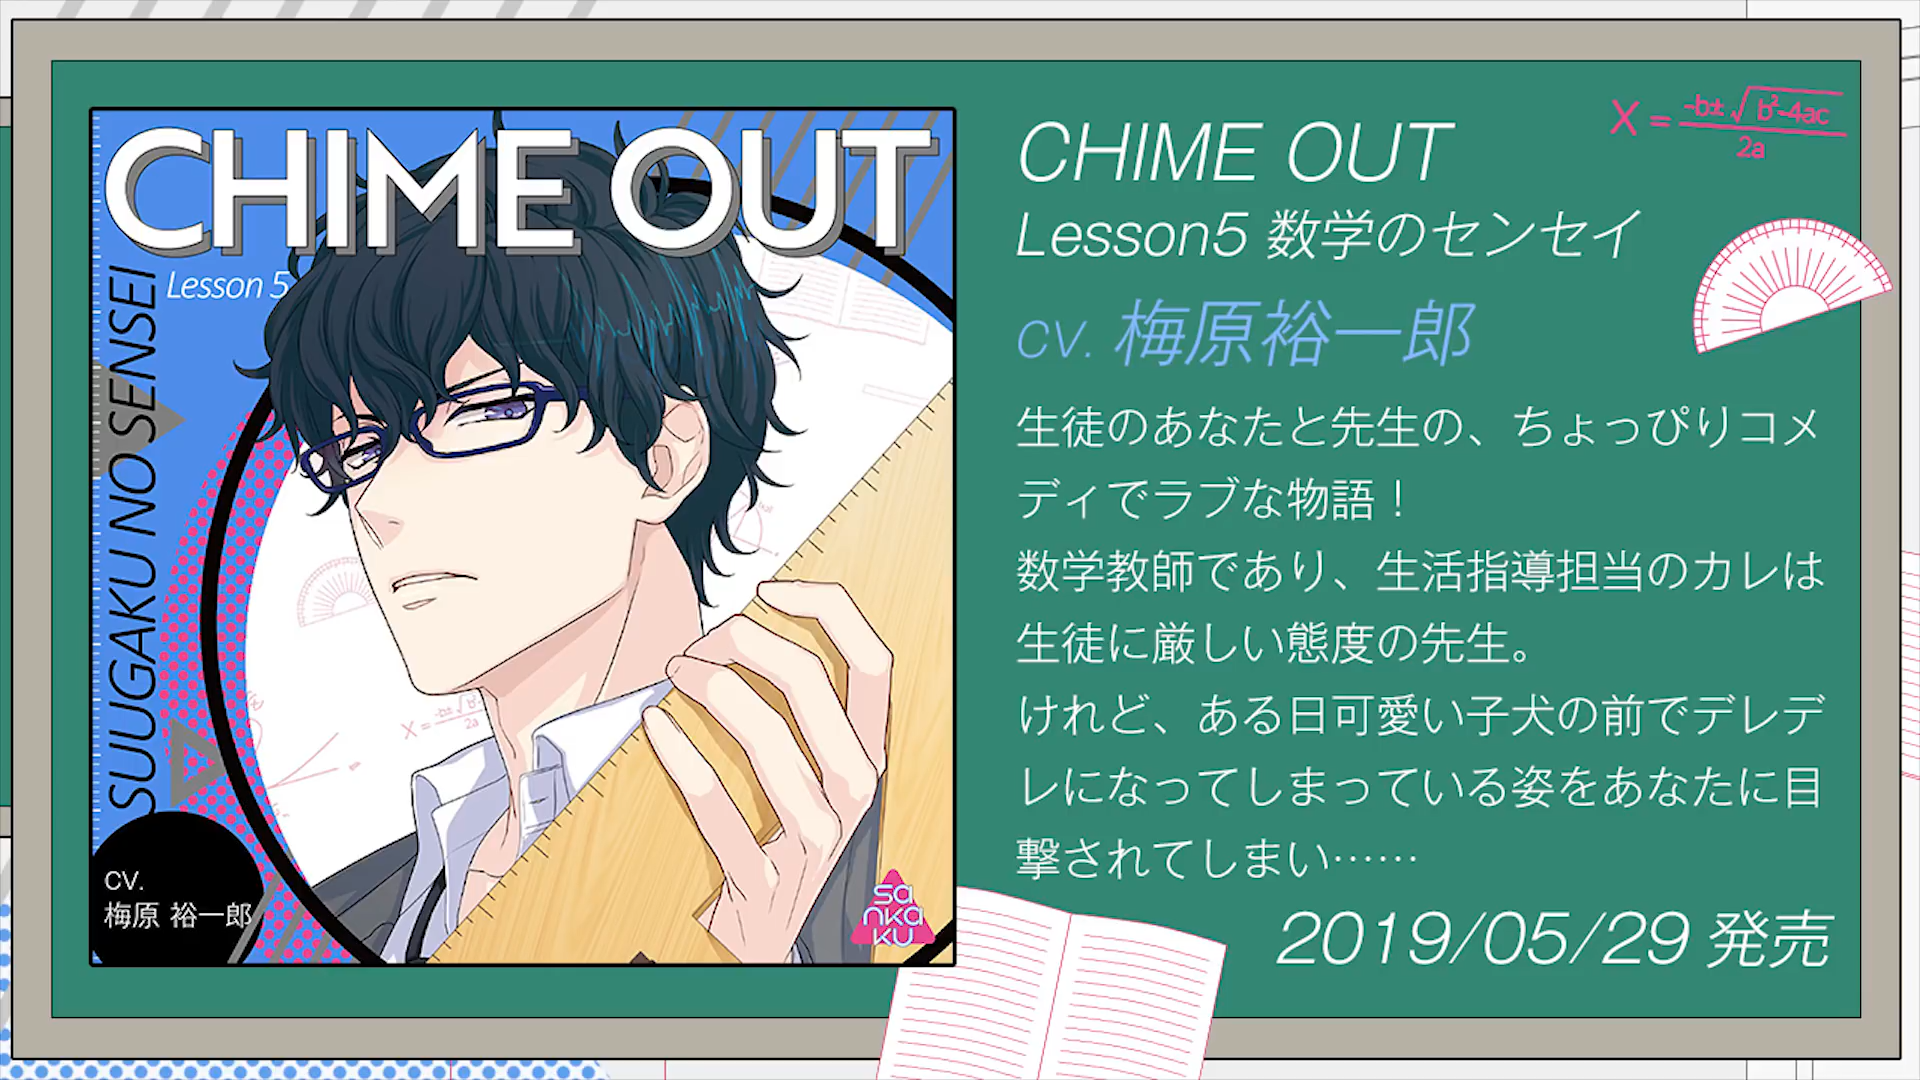 CHIME OUT
Lesson 5
SUUGAKU NO SENSEI
CV.
梅原 裕一郎
sa
nka
ku
X = -b± √b²-4ac
2a
CHIME OUT
Lesson5 数学のセンセイ
CV. 梅原裕一郎
生徒のあなたと先生の、ちょっぴりコメ
ディでラブな物語！
数学教師であり、生活指導担当のカレは
生徒に厳しい態度の先生。
けれど、ある日可愛い子犬の前でデレデ
レになってしまっている姿をあなたに目
撃されてしまい……
2019/05/29 発売
X = -b± √b²-4ac
2a